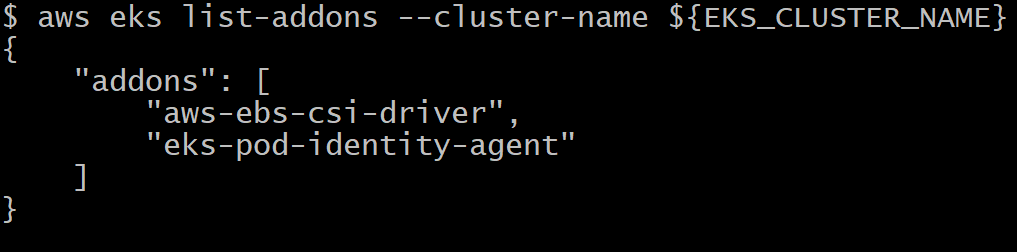 $ aws eks list-addons --cluster-name ${EKS_CLUSTER_NAME}
{
    "addons": [
        "aws-ebs-csi-driver",
        "eks-pod-identity-agent"
    ]
}